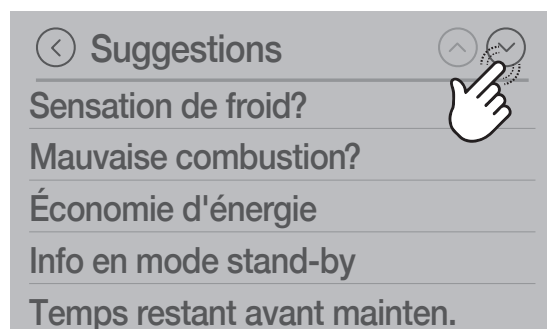 Suggestions
Sensation de froid?
Mauvaise combustion?
Économie d'énergie
Info en mode stand-by
Temps restant avant mainten.